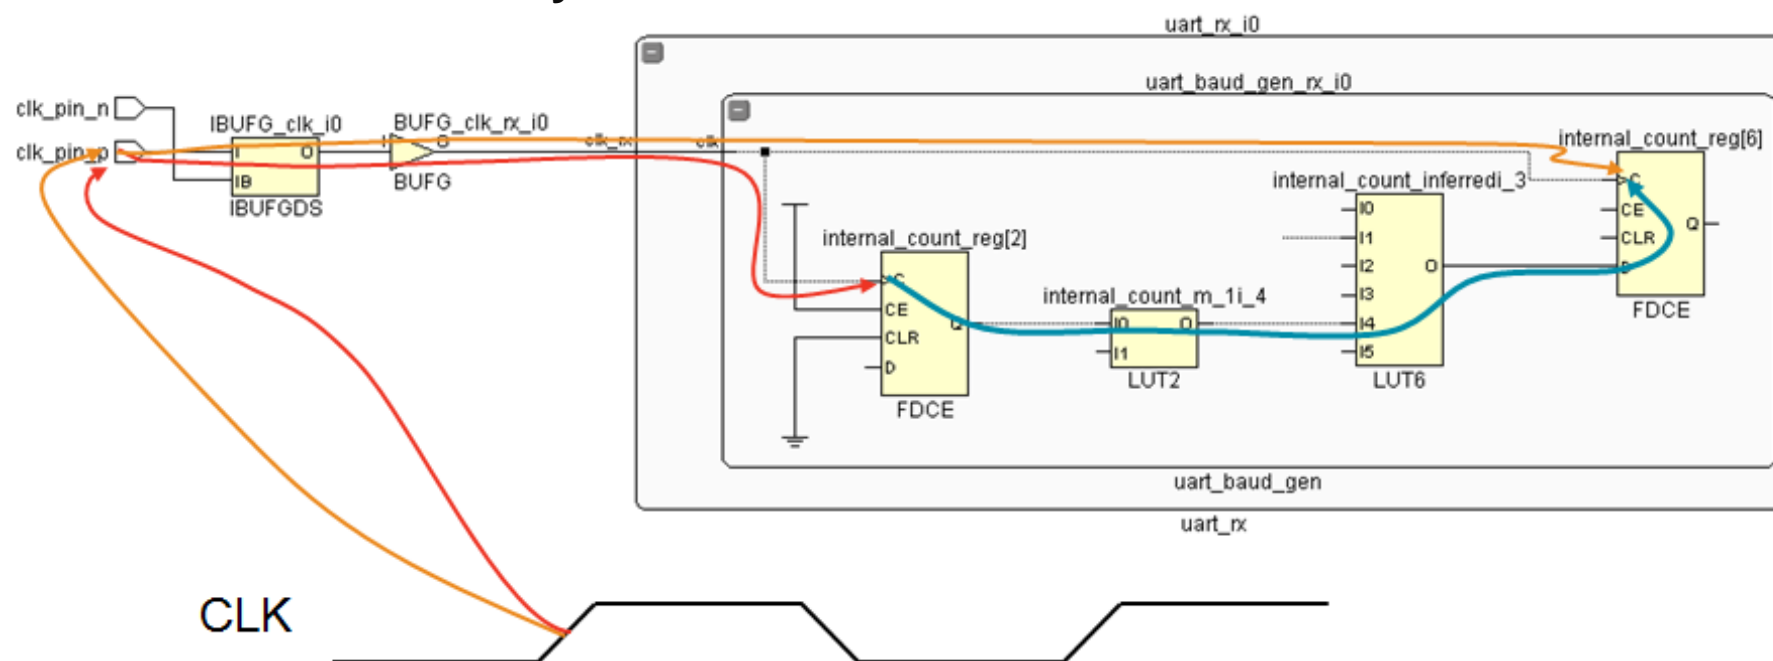 uart_rx_i0
uart_baud_gen_rx_i0
clk_pin_n
clk_pin_p
IBUFG_clk_i0
I
O
IB
IBUFGDS
BUFG_clk_rx_i0
I
O
BUFG
clk
internal_count_reg[6]
C
CE
CLR
D
Q
FDCE
internal_count_inferredi_3
I0
I1
I2
I3
I4
I5
O
LUT6
internal_count_reg[2]
C
CE
CLR
D
Q
FDCE
internal_count_m_1i_4
I0
I1
O
LUT2
uart_baud_gen
uart_rx
CLK